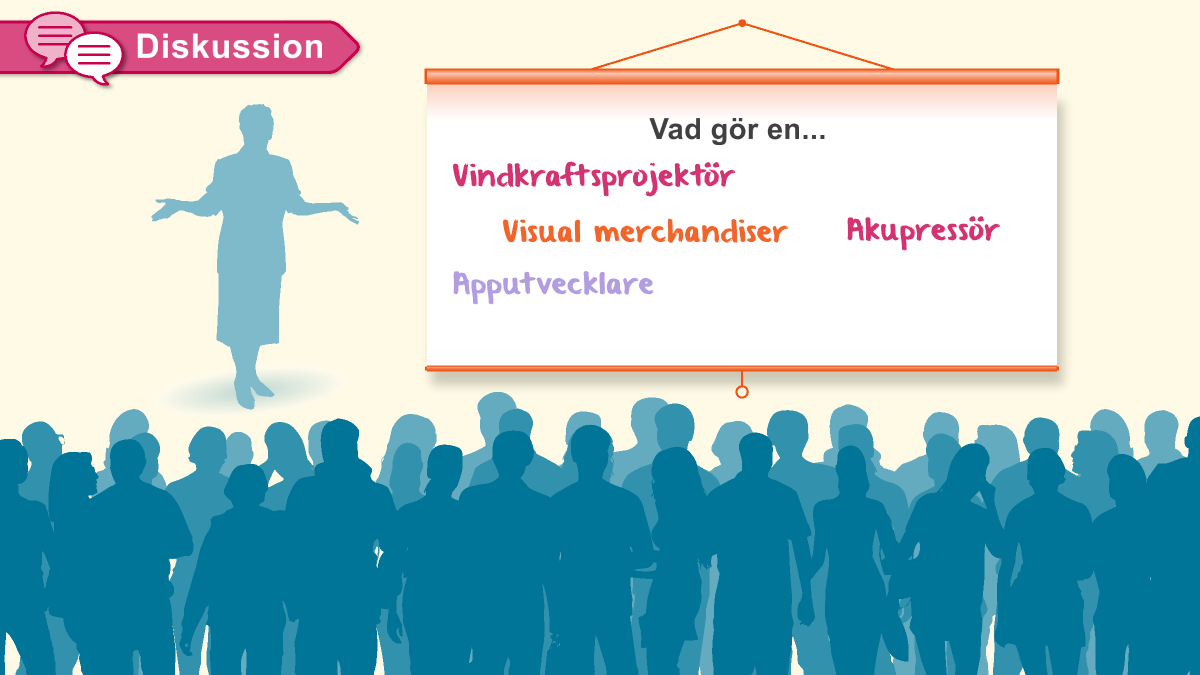 Diskussion
Vad gör en...
Vindkraftsprojektör
Visual merchandiser
Akupressör
Apputvecklare